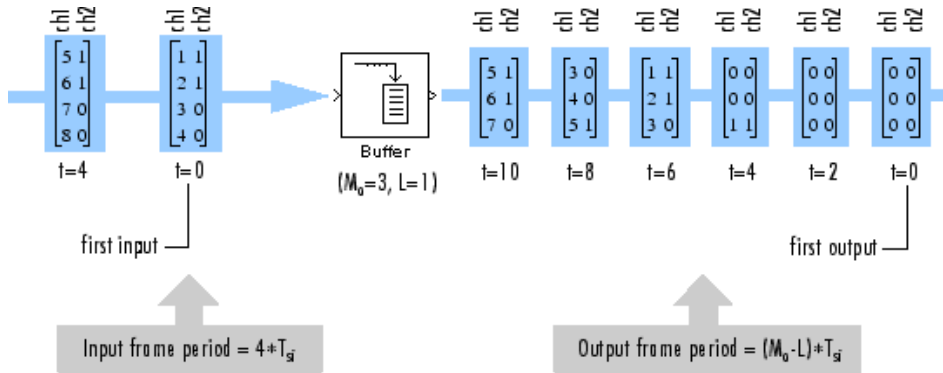 ch1 ch2 ch1 ch2 ch1 ch2 ch1 ch2 ch1 ch2 ch1 ch2 ch1 ch2 ch1 ch2
5 1 1 1 5 1 3 0 1 1 0 0 0 0 0 0
6 1 2 1 6 1 4 0 2 1 0 0 0 0 0 0
7 0 3 0 7 0 5 1 3 0 1 1 0 0 0 0
8 0 4 0
Buffer
t=4 t=0 (Mo=3, L=1) t=10 t=8 t=6 t=4 t=2 t=0
first input first output
Input frame period = 4*Tsi Output frame period = (Mo-L)*Tsi